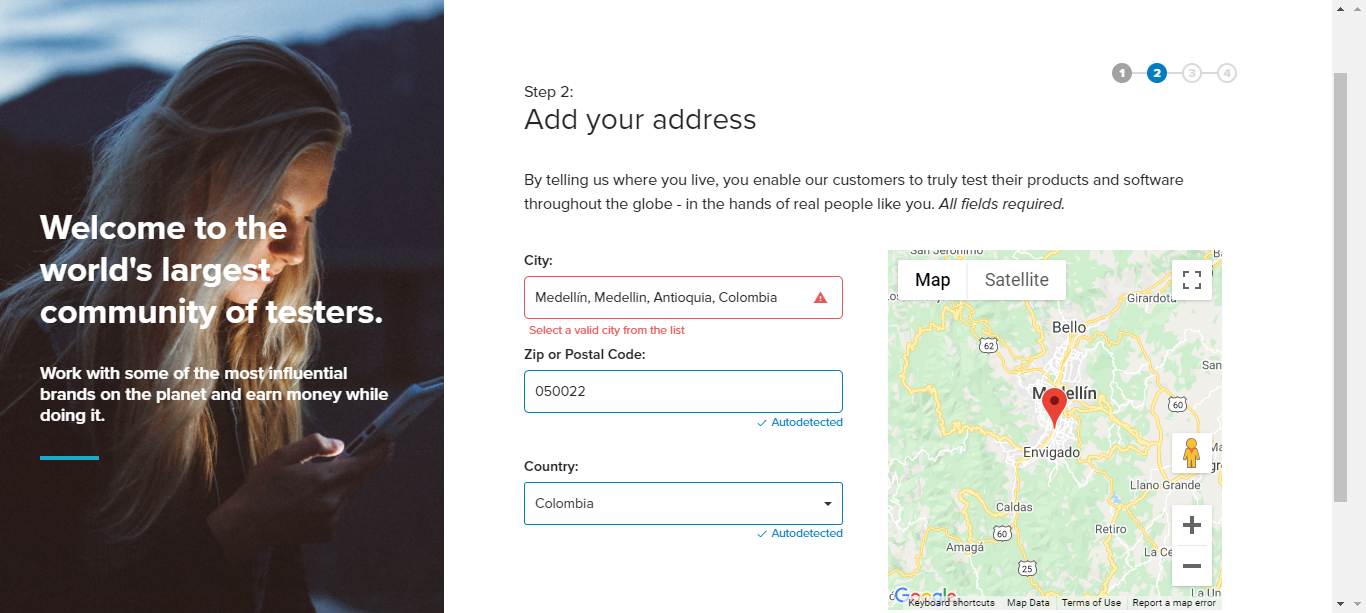 Welcome to the
world's largest
community of testers.
Work with some of the most influential
brands on the planet and earn money while
doing it.
1 2 3 4
Step 2:
Add your address
By telling us where you live, you enable our customers to truly test their products and software
throughout the globe - in the hands of real people like you. All fields required.
City:
Medellín, Medellin, Antioquia, Colombia
Select a valid city from the list
Zip or Postal Code:
050022
Autodetected
Country:
Colombia
Autodetected
San Jerónimo
Map Satellite
Girardota
Bello
62
San
Medellín
60
Envigado
Llano Grande
Caldas
60
Retiro
Amagá
La Ce
25
La Un
Google
Keyboard shortcuts Map Data Terms of Use Report a map error